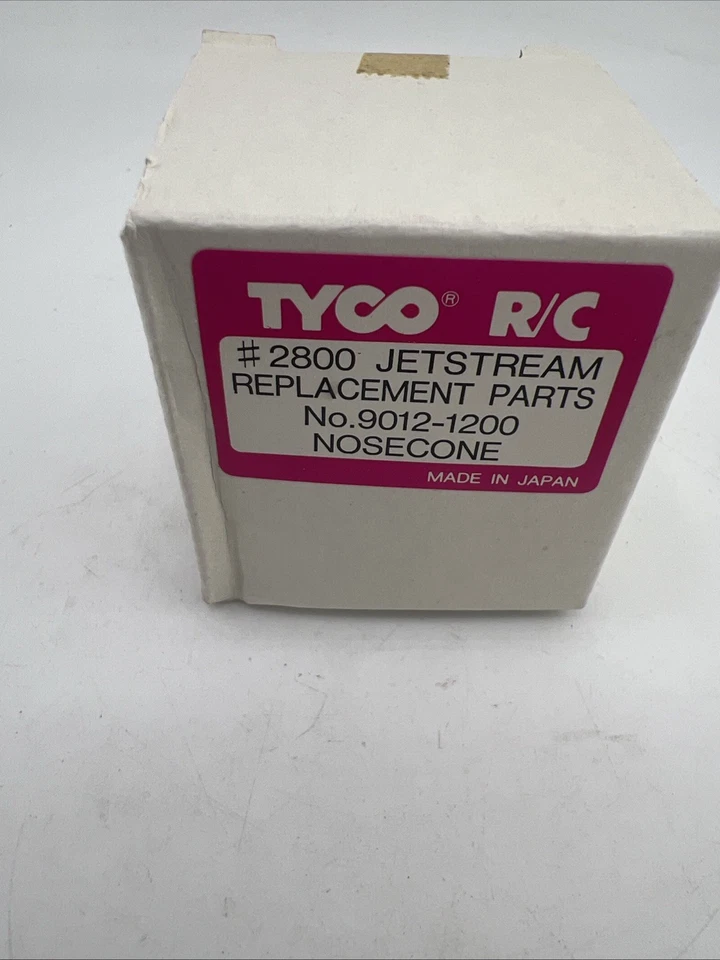 TYCO® R/C
# 2800 JETSTREAM
REPLACEMENT PARTS
No.9012-1200
NOSECONE
MADE IN JAPAN